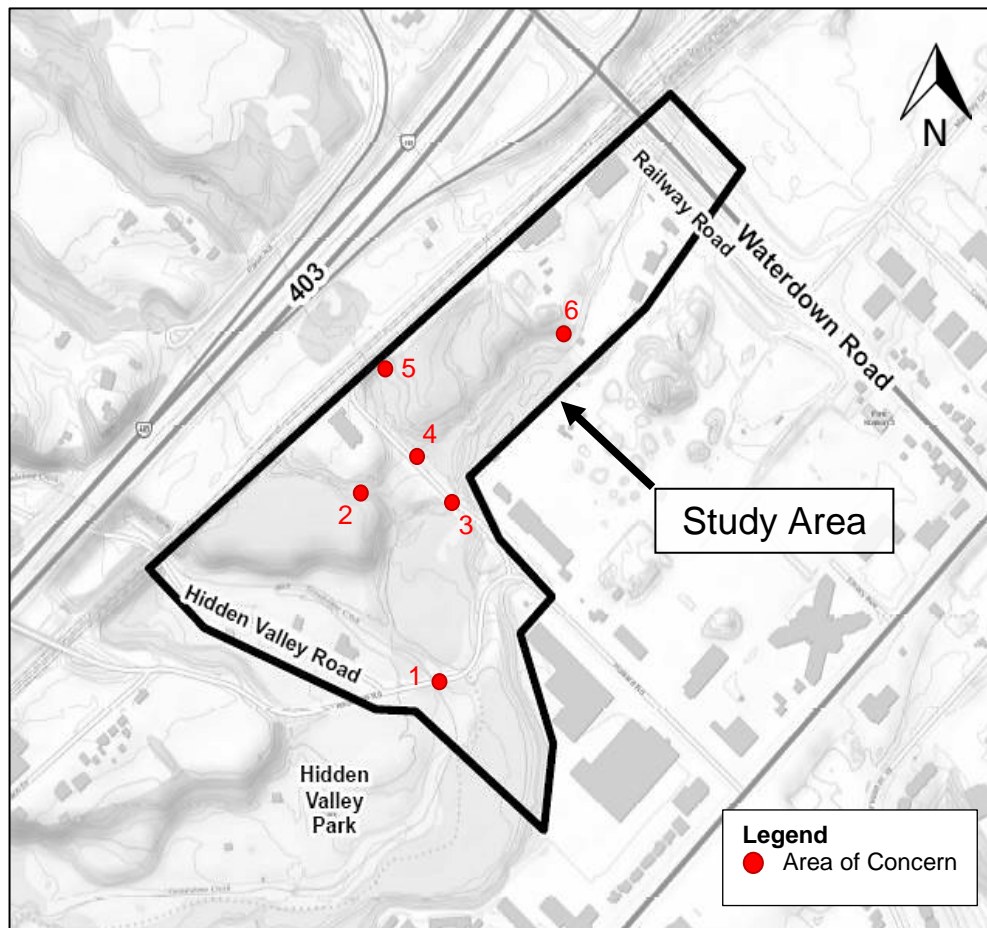 N
403
Railway Road
Waterdown Road
6
5
4
2
3
Study Area
Hidden Valley Road
1
Hidden
Valley
Park
Legend
Area of Concern